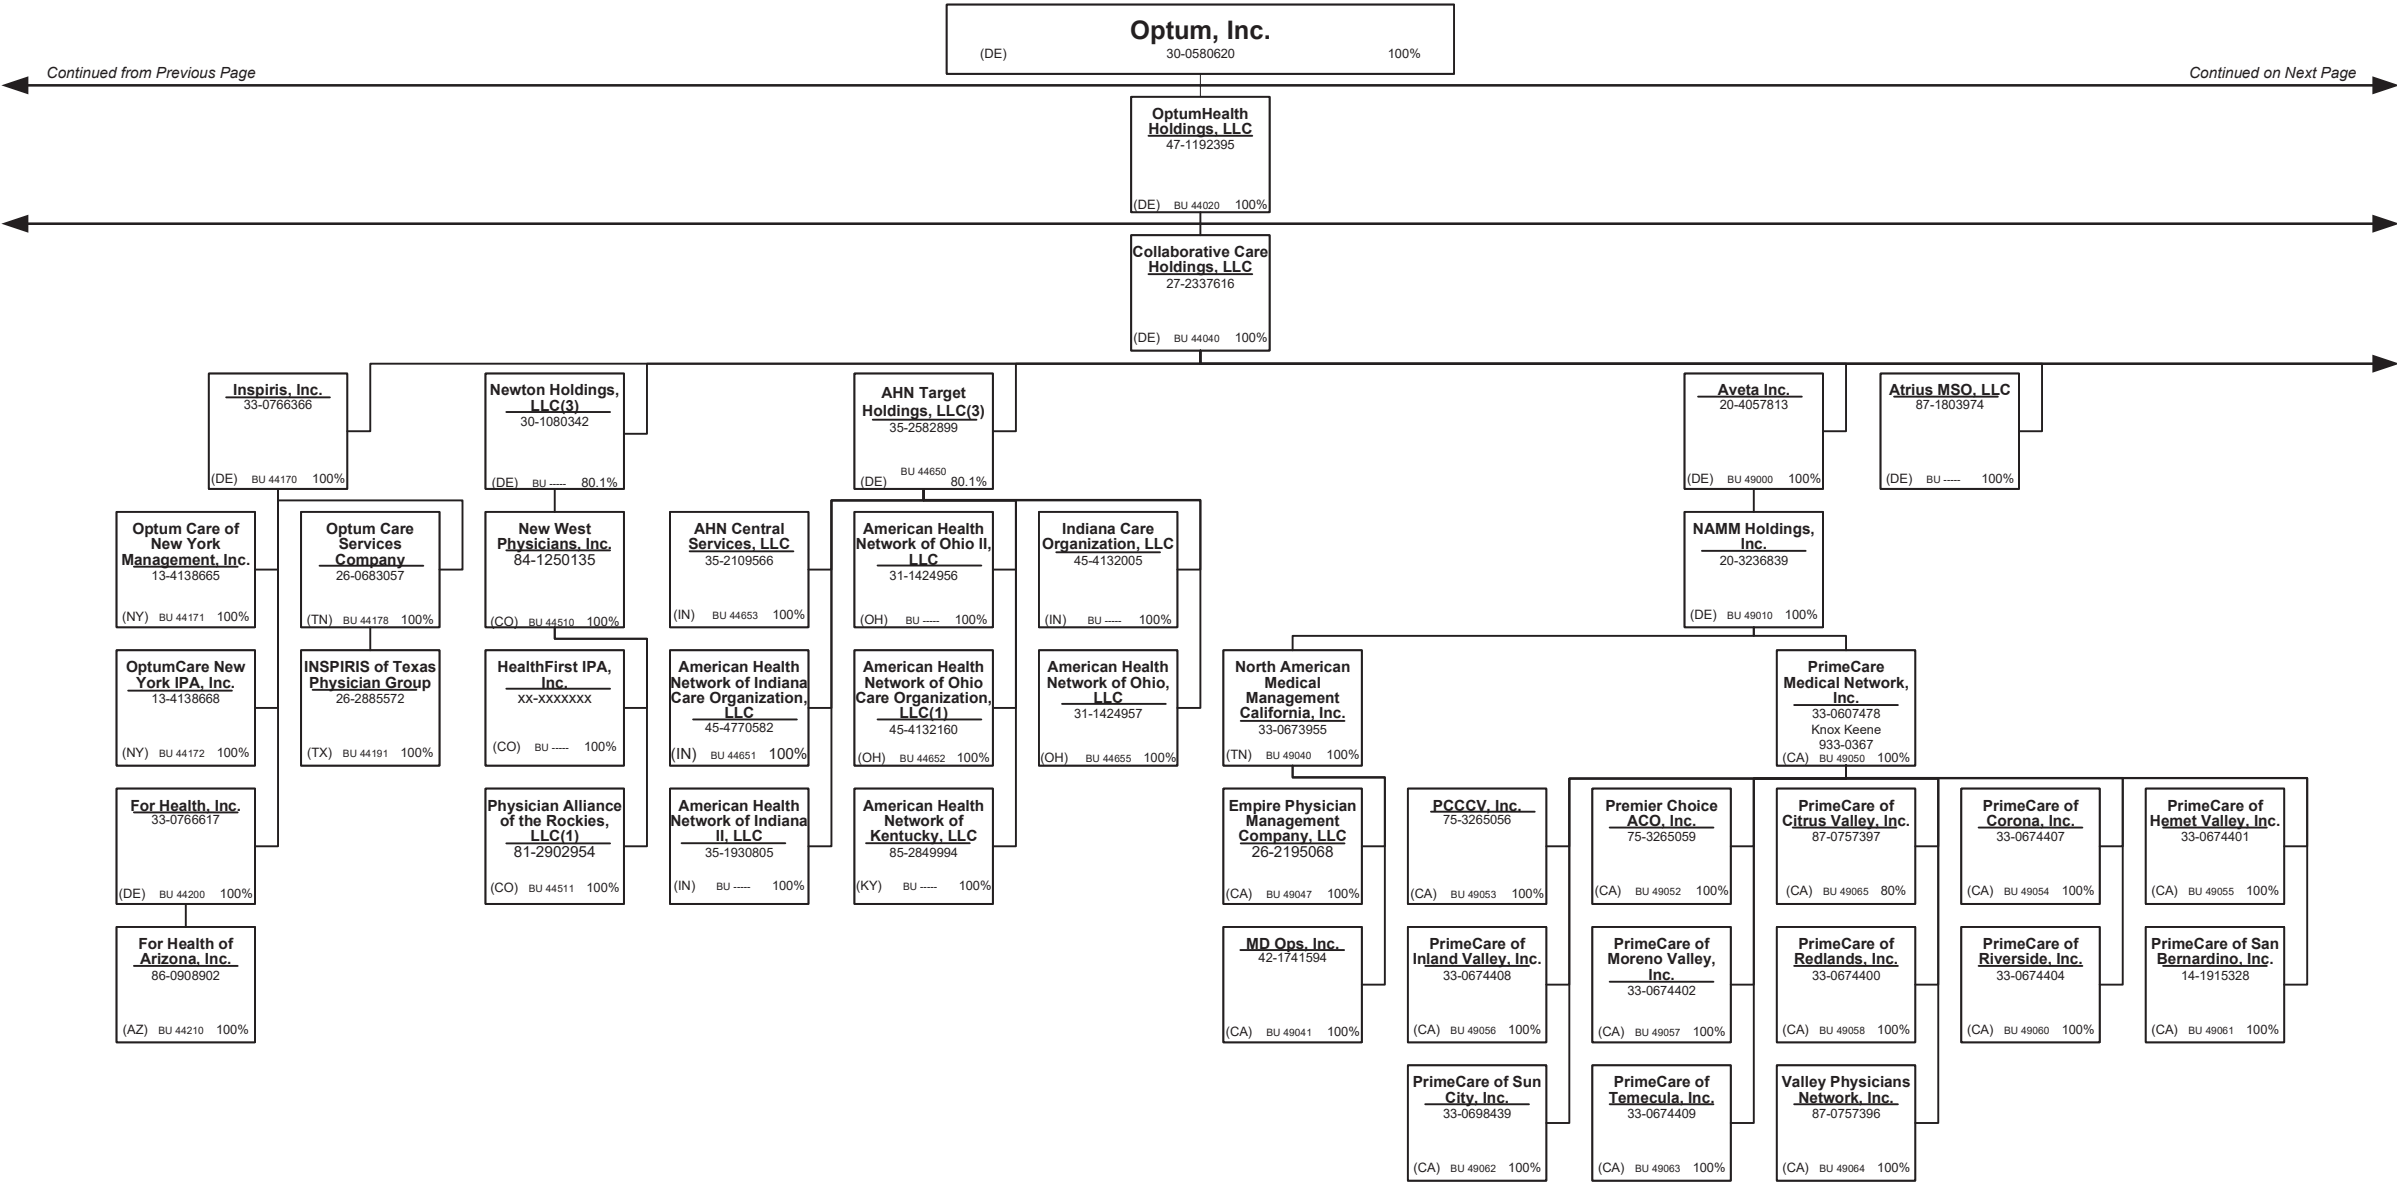 Optum, Inc.
(DE) 30-0580620 100%
Continued from Previous Page
Continued on Next Page
OptumHealth
Holdings, LLC
47-1192395
(DE) BU 44020 100%
Collaborative Care
Holdings, LLC
27-2337616
(DE) BU 44040 100%
Inspiris, Inc.
33-0766366
(DE) BU 44170 100%
Newton Holdings,
LLC(3)
30-1080342
(DE) BU ----- 80.1%
AHN Target
Holdings, LLC(3)
35-2582899
BU 44650
(DE) 80.1%
Aveta Inc.
20-4057813
(DE) BU 49000 100%
Atrius MSO, LLC
87-1803974
(DE) BU ----- 100%
Optum Care of
New York
Management, Inc.
13-4138665
(NY) BU 44171 100%
Optum Care
Services
Company
26-0683057
(TN) BU 44178 100%
New West
Physicians, Inc.
84-1250135
(CO) BU 44510 100%
AHN Central
Services, LLC
35-2109566
(IN) BU 44653 100%
American Health
Network of Ohio II,
LLC
31-1424956
(OH) BU ----- 100%
Indiana Care
Organization, LLC
45-4132005
(IN) BU ----- 100%
NAMM Holdings,
Inc.
20-3236839
(DE) BU 49010 100%
OptumCare New
York IPA, Inc.
13-4138668
(NY) BU 44172 100%
INSPIRIS of Texas
Physician Group
26-2885572
(TX) BU 44191 100%
HealthFirst IPA,
Inc.
xx-xxxxxxx
(CO) BU ----- 100%
American Health
Network of Indiana
Care Organization,
LLC
45-4770582
(IN) BU 44651 100%
American Health
Network of Ohio
Care Organization,
LLC(1)
45-4132160
(OH) BU 44652 100%
American Health
Network of Ohio,
LLC
31-1424957
(OH) BU 44655 100%
North American
Medical
Management
California, Inc.
33-0673955
(TN) BU 49040 100%
PrimeCare
Medical Network,
Inc.
33-0607478
Knox Keene
933-0367
(CA) BU 49050 100%
For Health, Inc.
33-0766617
(DE) BU 44200 100%
Physician Alliance
of the Rockies,
LLC(1)
81-2902954
(CO) BU 44511 100%
American Health
Network of Indiana
II, LLC
35-1930805
(IN) BU ----- 100%
American Health
Network of
Kentucky, LLC
85-2849994
(KY) BU ----- 100%
Empire Physician
Management
Company, LLC
26-2195068
(CA) BU 49047 100%
PCCCV, Inc.
75-3265056
(CA) BU 49053 100%
Premier Choice
ACO, Inc.
75-3265059
(CA) BU 49052 100%
PrimeCare of
Citrus Valley, Inc.
87-0757397
(CA) BU 49065 80%
PrimeCare of
Corona, Inc.
33-0674407
(CA) BU 49054 100%
PrimeCare of
Hemet Valley, Inc.
33-0674401
(CA) BU 49055 100%
For Health of
Arizona, Inc.
86-0908902
(AZ) BU 44210 100%
MD Ops, Inc.
42-1741594
(CA) BU 49041 100%
PrimeCare of
Inland Valley, Inc.
33-0674408
(CA) BU 49056 100%
PrimeCare of
Moreno Valley,
Inc.
33-0674402
(CA) BU 49057 100%
PrimeCare of
Redlands, Inc.
33-0674400
(CA) BU 49058 100%
PrimeCare of
Riverside, Inc.
33-0674404
(CA) BU 49060 100%
PrimeCare of San
Bernardino, Inc.
14-1915328
(CA) BU 49061 100%
PrimeCare of Sun
City, Inc.
33-0698439
(CA) BU 49062 100%
PrimeCare of
Temecula, Inc.
33-0674409
(CA) BU 49063 100%
Valley Physicians
Network, Inc.
87-0757396
(CA) BU 49064 100%